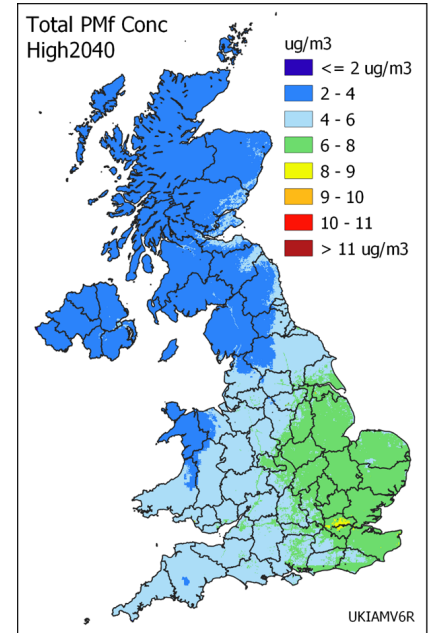 Total PMf Conc
High2040
ug/m3
<= 2 ug/m3
2 - 4
4 - 6
6 - 8
8 - 9
9 - 10
10 - 11
> 11 ug/m3
UKIAMV6R